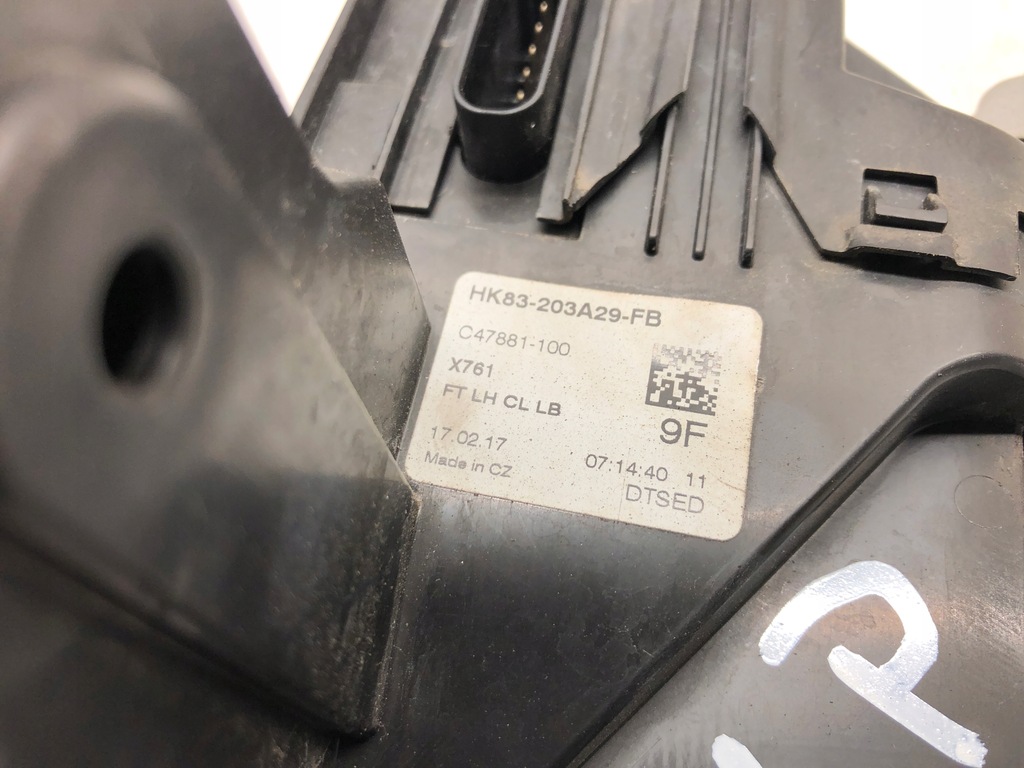 HK83-203A29-FB
C47881-100
X761
FT LH CL LB
9F
17.02.17
07:14:40 11
Made in CZ
DTSED